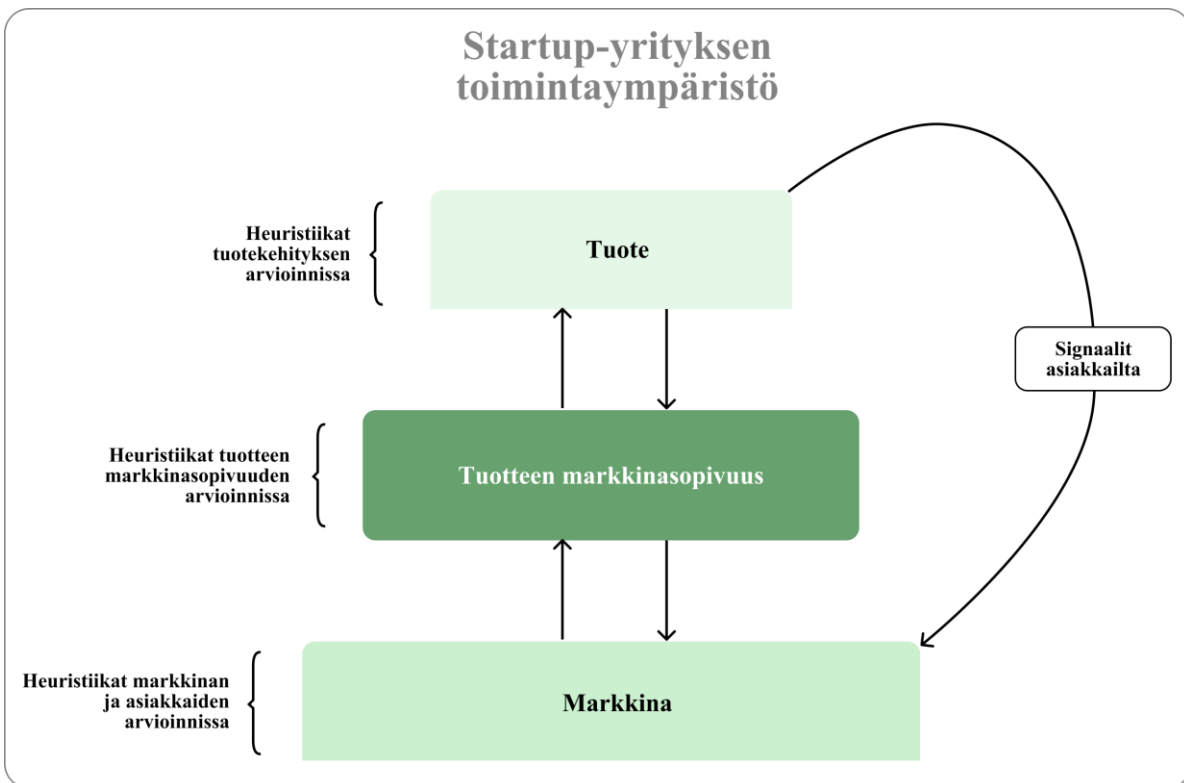 Startup-yrityksen
toimintaympäristö
Heuristiikat
tuotekehityksen
arvioinnissa
Tuote
Signaalit
asiakkailta
Heuristiikat tuotteen
markkinasopivuuden
arvioinnissa
Tuotteen markkinasopivuus
Heuristiikat markkinan
ja asiakkaiden
arvioinnissa
Markkina